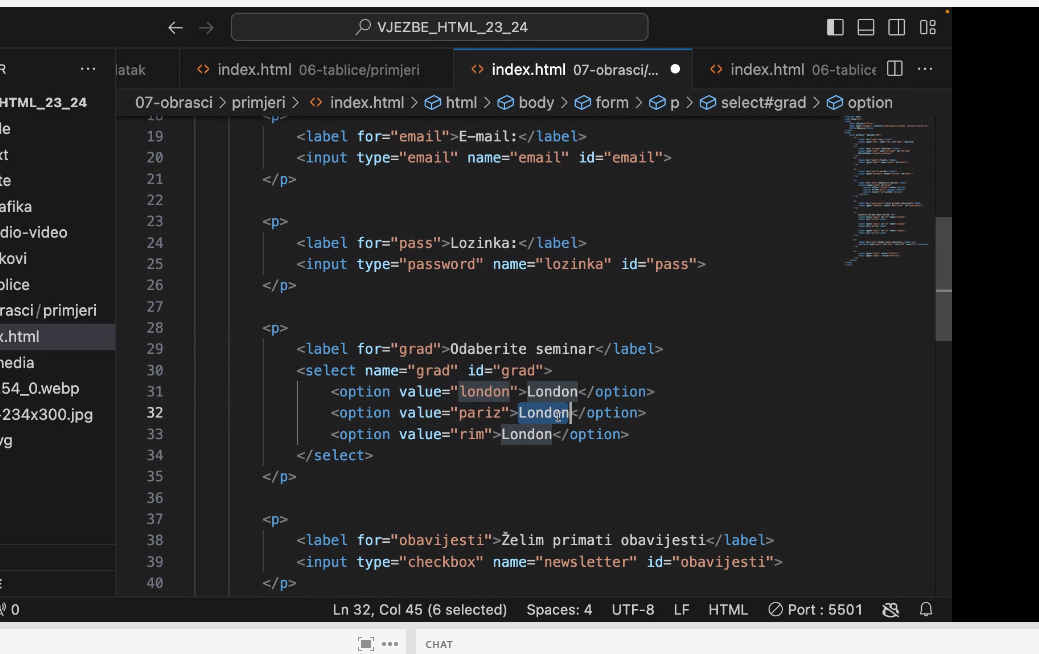 VJEZBE_HTML_23_24
R ···
latak
<> index.html 06-tablice/primjeri
<> index.html 07-obrasci/... ●
<> index.html 06-tablice ···
HTML_23_24
07-obrasci > primjeri > <> index.html > html > body > form > p > select#grad > option
de
xt
te
afika
dio-video
kovi
blice
rasci/primjeri
x.html
media
54_0.webp
-234x300.jpg
vg
E
18 <p>
19 <label for="email">E-mail:</label>
20 <input type="email" name="email" id="email">
21 </p>
22
23 <p>
24 <label for="pass">Lozinka:</label>
25 <input type="password" name="lozinka" id="pass">
26 </p>
27
28 <p>
29 <label for="grad">Odaberite seminar</label>
30 <select name="grad" id="grad">
31 <option value="london">London</option>
32 <option value="pariz">London</option>
33 <option value="rim">London</option>
34 </select>
35 </p>
36
37 <p>
38 <label for="obavijesti">Želim primati obavijesti</label>
39 <input type="checkbox" name="newsletter" id="obavijesti">
40 </p>
0 Ln 32, Col 45 (6 selected) Spaces: 4 UTF-8 LF HTML Port : 5501
CHAT